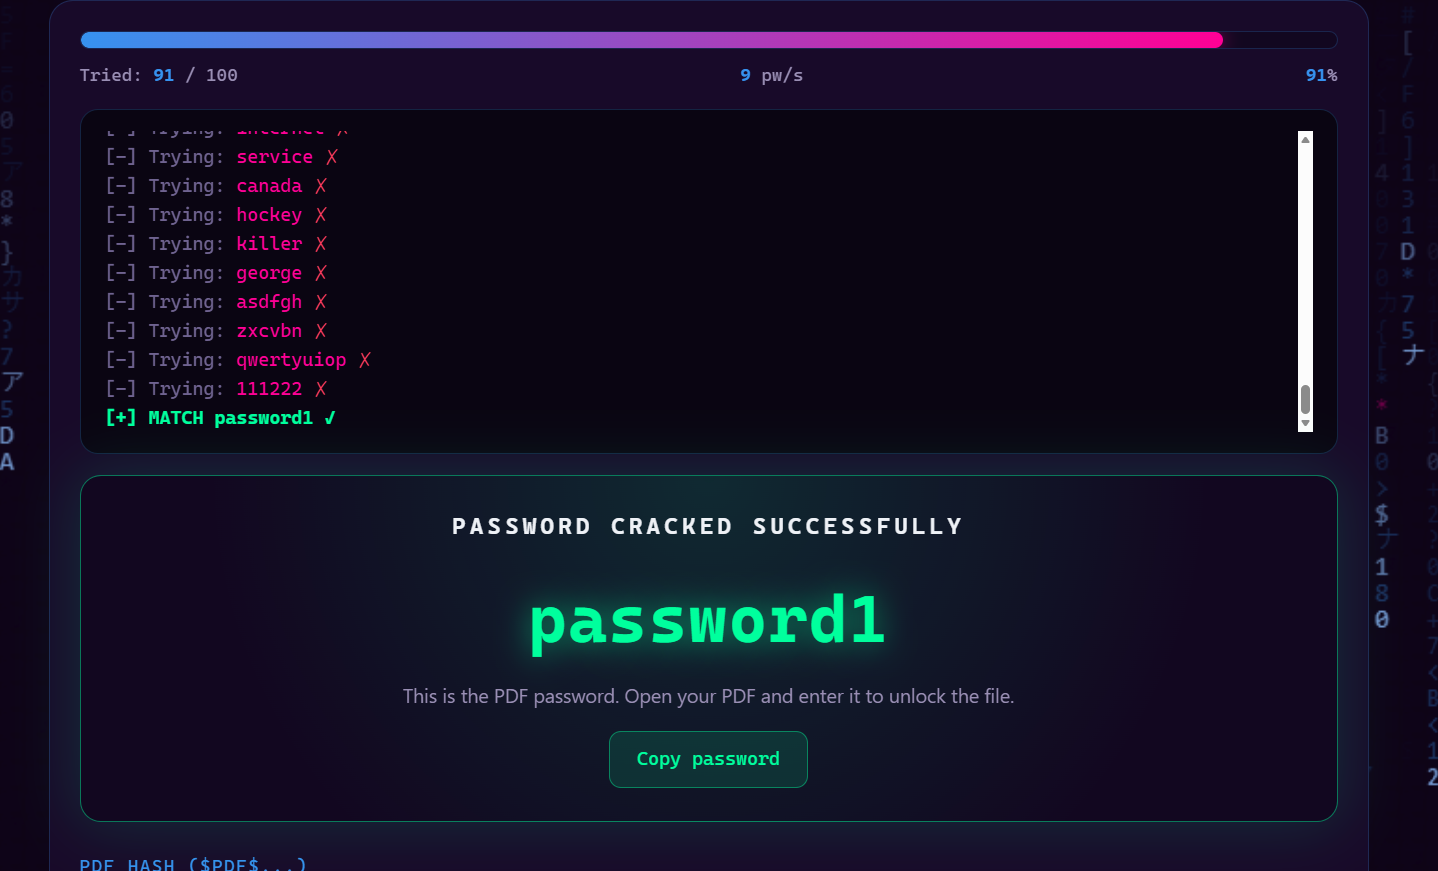 Tried: 91 / 100
9 pw/s
91%
[-] Trying: internet ✗
[-] Trying: service ✗
[-] Trying: canada ✗
[-] Trying: hockey ✗
[-] Trying: killer ✗
[-] Trying: george ✗
[-] Trying: asdfgh ✗
[-] Trying: zxcvbn ✗
[-] Trying: qwertyuiop ✗
[-] Trying: 111222 ✗
[+] MATCH password1 ✓
PASSWORD CRACKED SUCCESSFULLY
password1
This is the PDF password. Open your PDF and enter it to unlock the file.
Copy password
PDF HASH ($PDF$...)